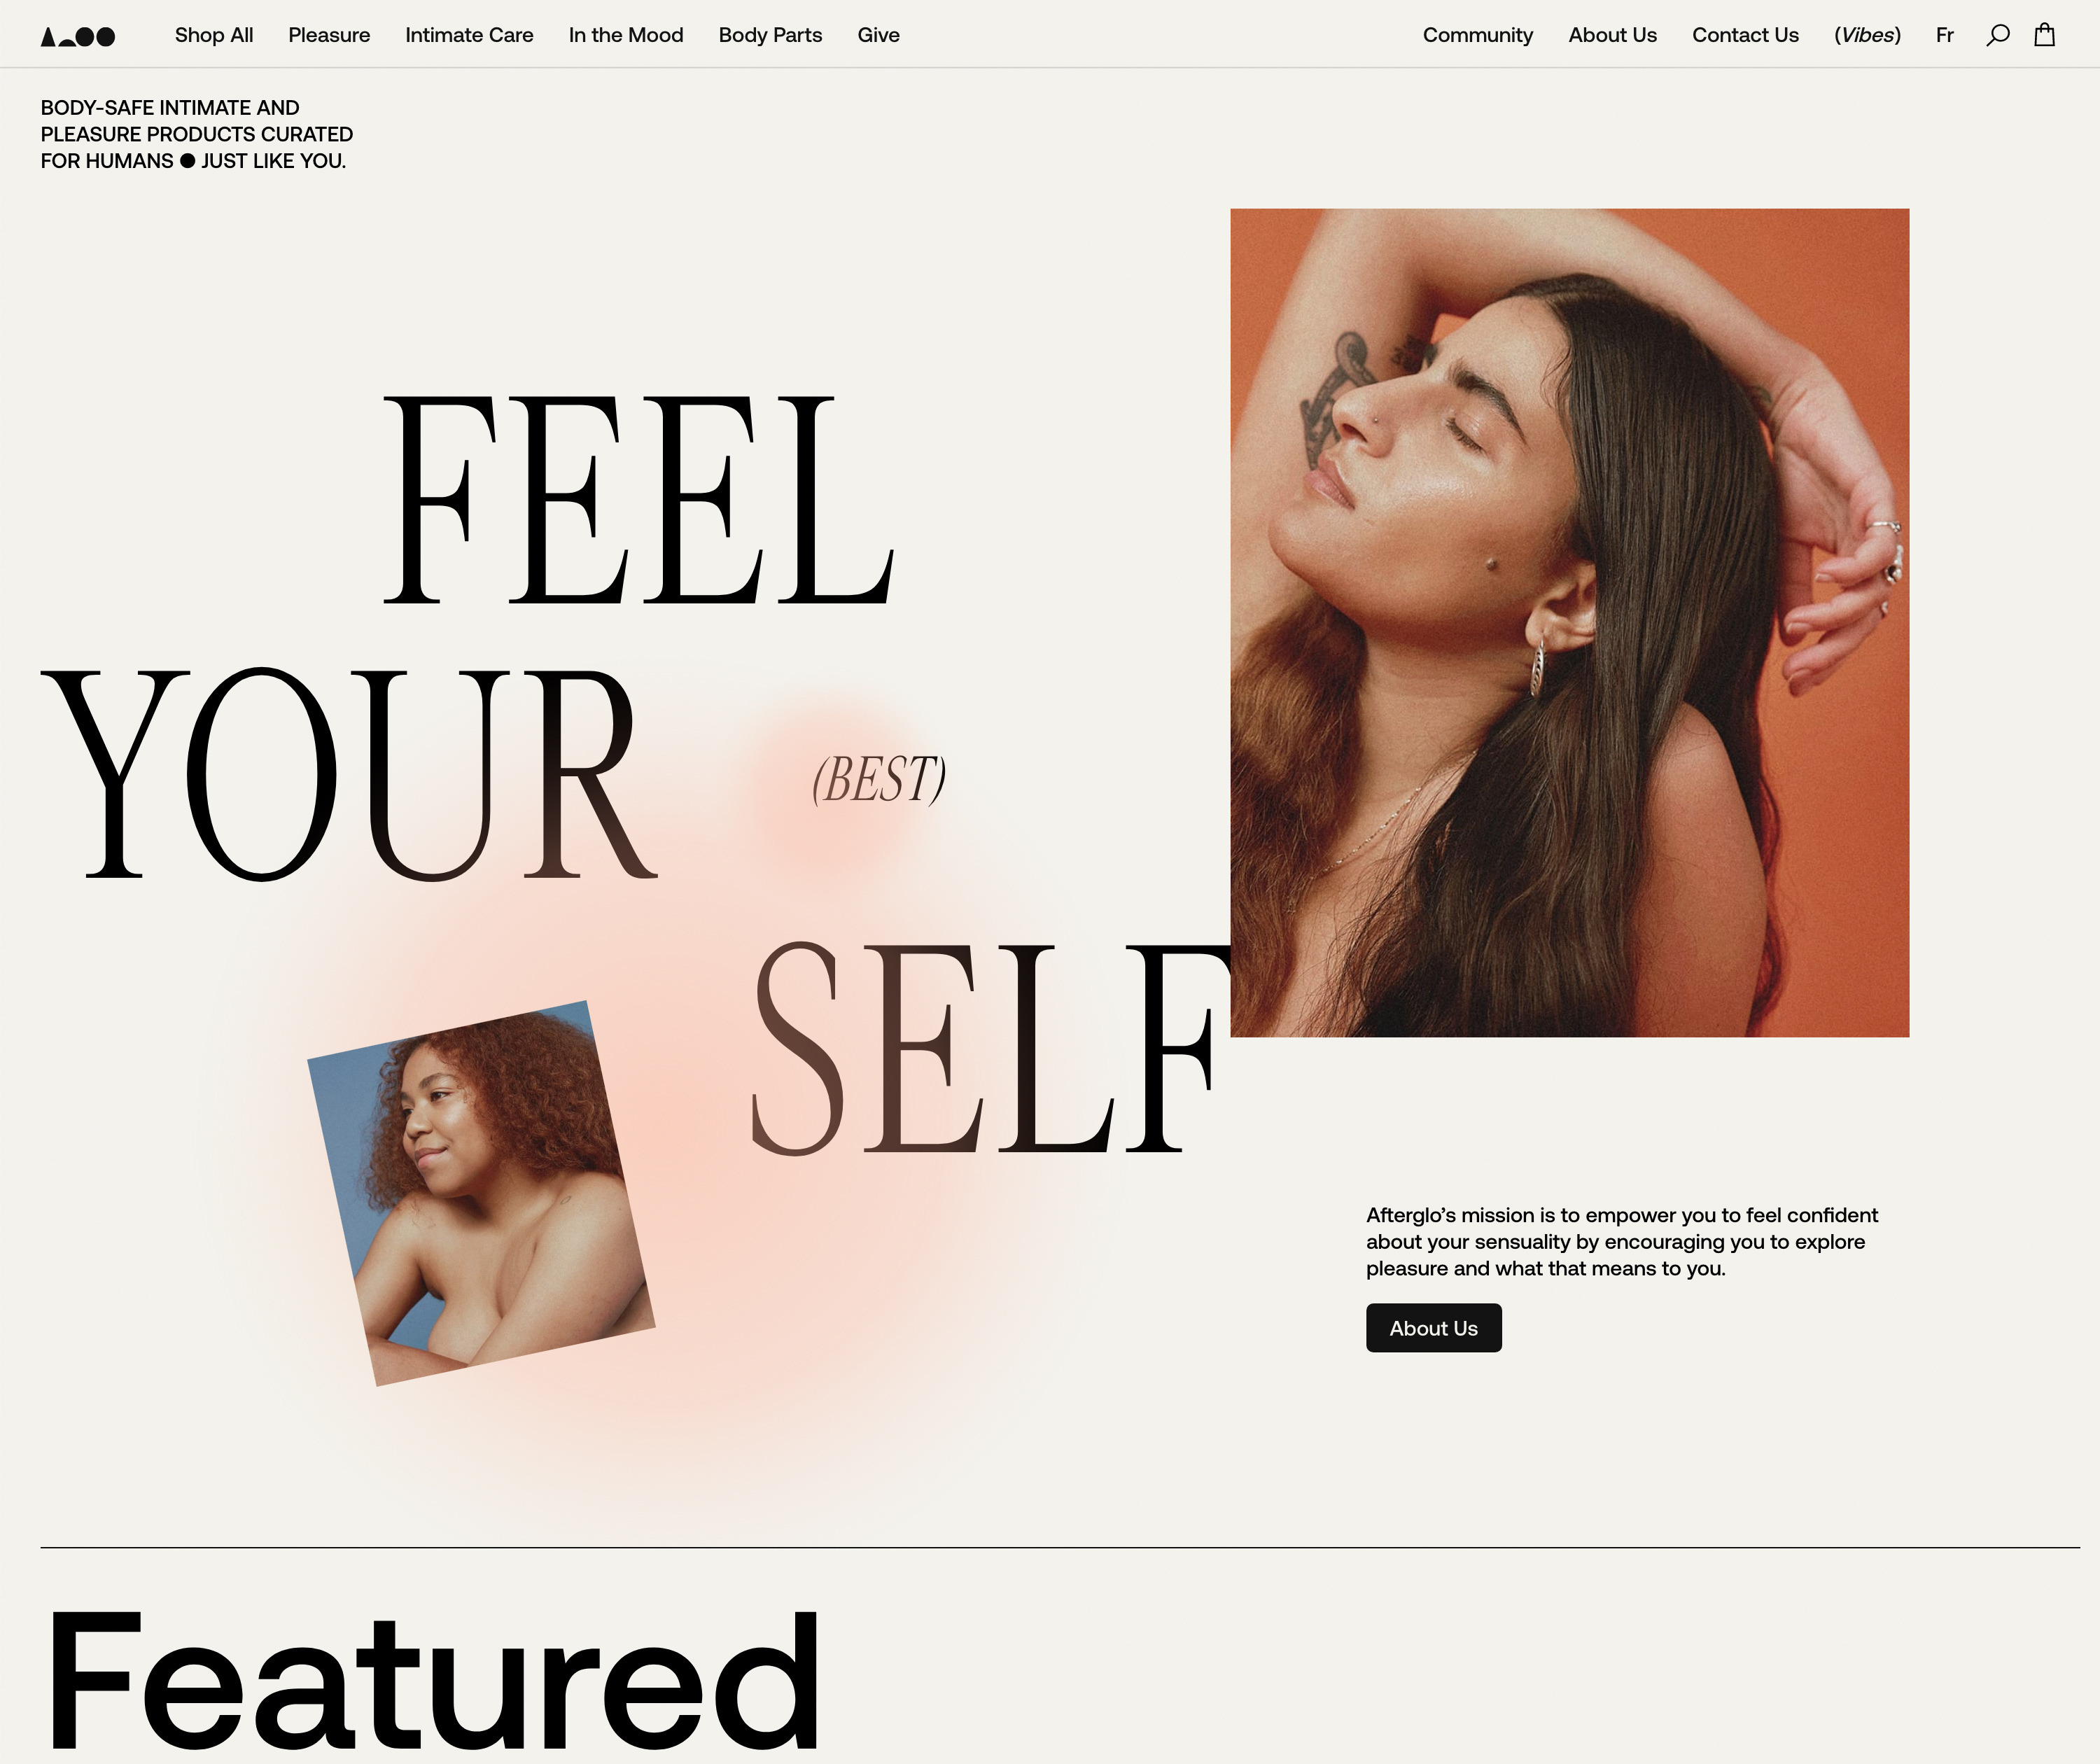 Shop All Pleasure Intimate Care In the Mood Body Parts Give Community About Us Contact Us (Vibes) Fr
BODY-SAFE INTIMATE AND
PLEASURE PRODUCTS CURATED
FOR HUMANS ● JUST LIKE YOU.
FEEL
YOUR
(BEST)
SELF
Afterglo’s mission is to empower you to feel confident
about your sensuality by encouraging you to explore
pleasure and what that means to you.
About Us
Featured